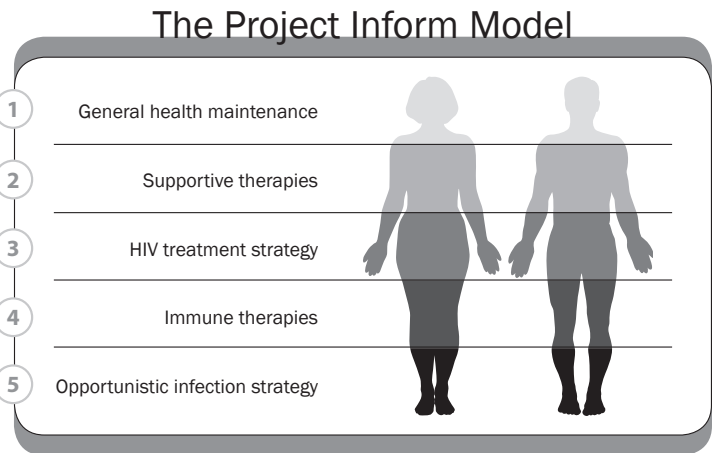 The Project Inform Model
1 General health maintenance
2 Supportive therapies
3 HIV treatment strategy
4 Immune therapies
5 Opportunistic infection strategy